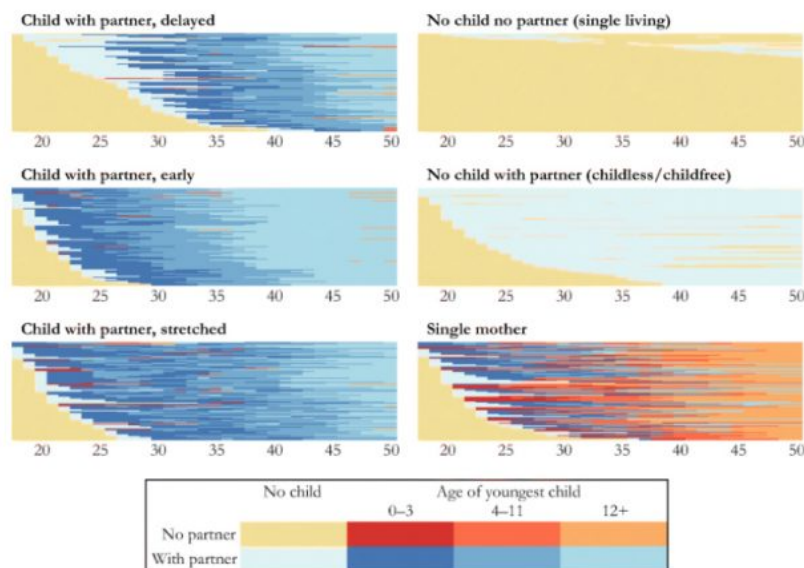 Child with partner, delayed
20 25 30 35 40 45 50
No child no partner (single living)
20 25 30 35 40 45 50
Child with partner, early
20 25 30 35 40 45 50
No child with partner (childless/childfree)
20 25 30 35 40 45 50
Child with partner, stretched
20 25 30 35 40 45 50
Single mother
20 25 30 35 40 45 50
No child Age of youngest child
0–3 4–11 12+
No partner
With partner